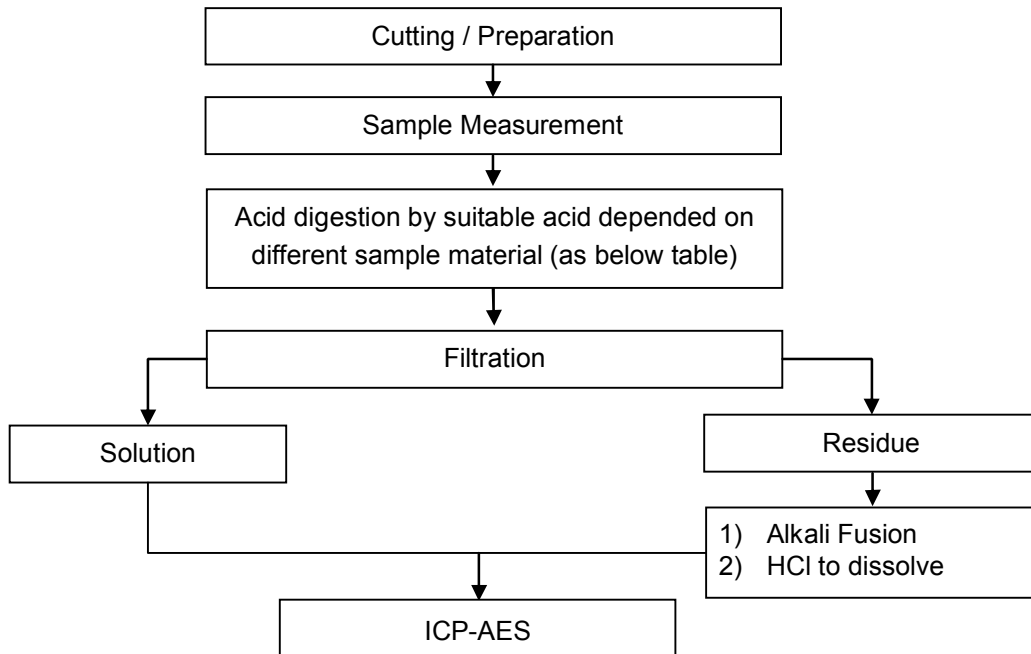 Cutting / Preparation
Sample Measurement
Acid digestion by suitable acid depended on
different sample material (as below table)
Filtration
Solution
Residue
1) Alkali Fusion
2) HCl to dissolve
ICP-AES